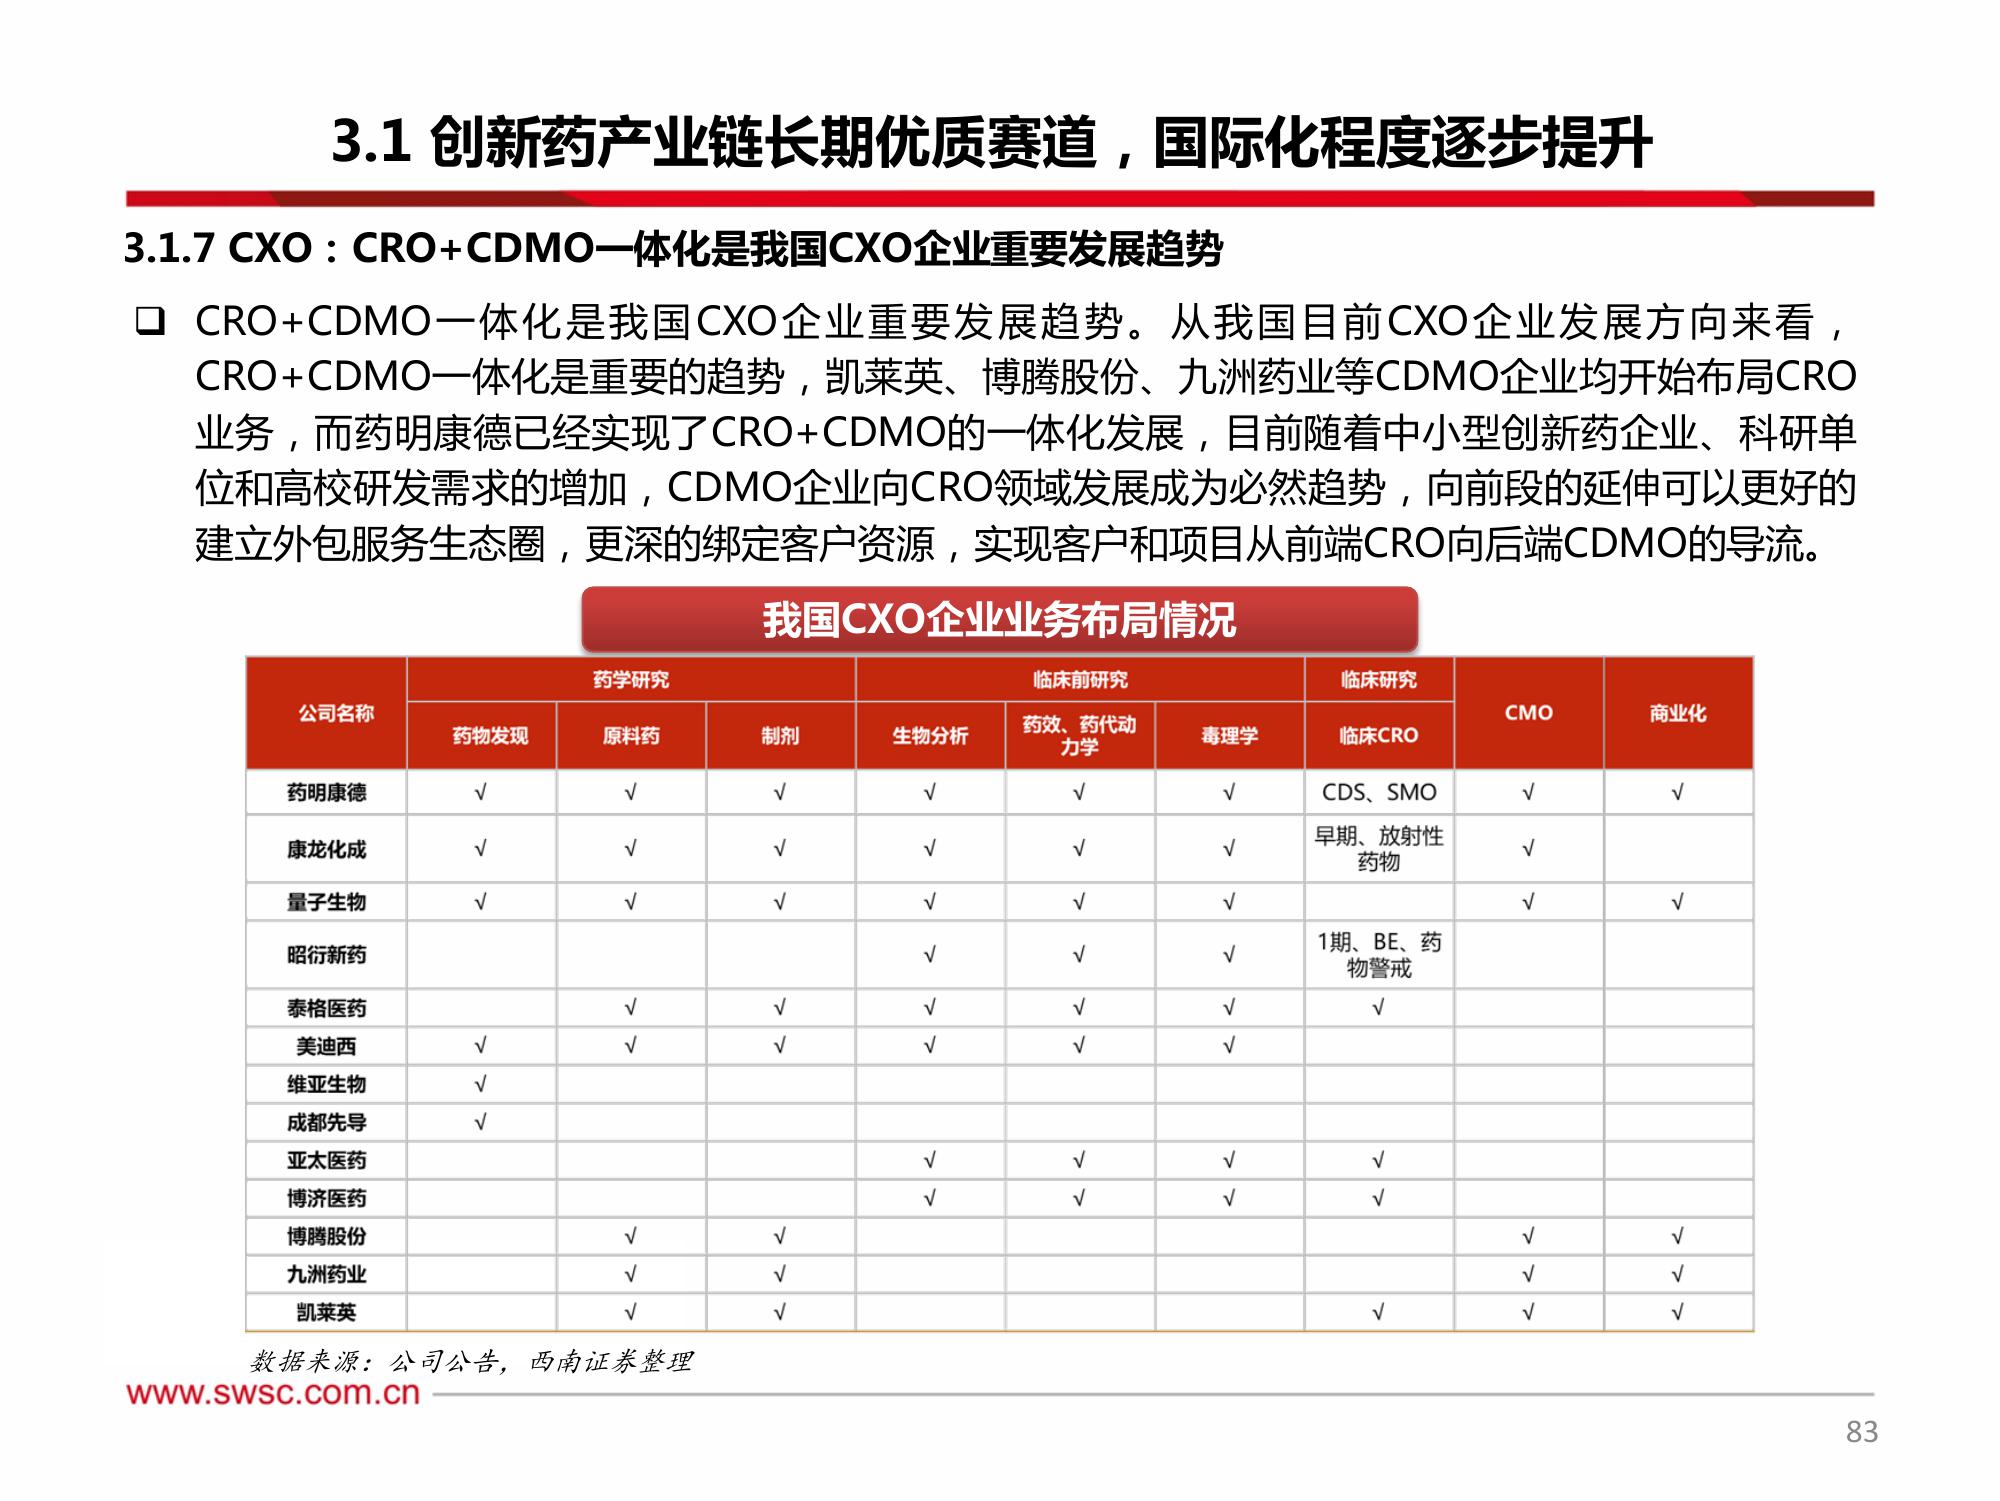 3.1 创新药产业链长期优质赛道，国际化程度逐步提升
3.1.7 CXO：CRO+CDMO一体化是我国CXO企业重要发展趋势
❑ CRO+CDMO一体化是我国CXO企业重要发展趋势。从我国目前CXO企业发展方向来看，
CRO+CDMO一体化是重要的趋势，凯莱英、博腾股份、九洲药业等CDMO企业均开始布局CRO
业务，而药明康德已经实现了CRO+CDMO的一体化发展，目前随着中小型创新药企业、科研单
位和高校研发需求的增加，CDMO企业向CRO领域发展成为必然趋势，向前段的延伸可以更好的
建立外包服务生态圈，更深的绑定客户资源，实现客户和项目从前端CRO向后端CDMO的导流。
我国CXO企业业务布局情况
公司名称 药学研究 临床前研究 临床研究 CMO 商业化
药物发现 原料药 制剂 生物分析 药效、药代动力学 毒理学 临床CRO
药明康德 √ √ √ √ √ √ CDS、SMO √ √
康龙化成 √ √ √ √ √ √ 早期、放射性药物 √
量子生物 √ √ √ √ √ √ √ √
昭衍新药 √ √ √ 1期、BE、药物警戒
泰格医药 √ √ √ √ √ √
美迪西 √ √ √ √ √ √
维亚生物 √
成都先导 √
亚太医药 √ √ √ √
博济医药 √ √ √ √
博腾股份 √ √ √ √
九洲药业 √ √ √ √
凯莱英 √ √ √ √ √
数据来源：公司公告，西南证券整理
www.swsc.com.cn
83